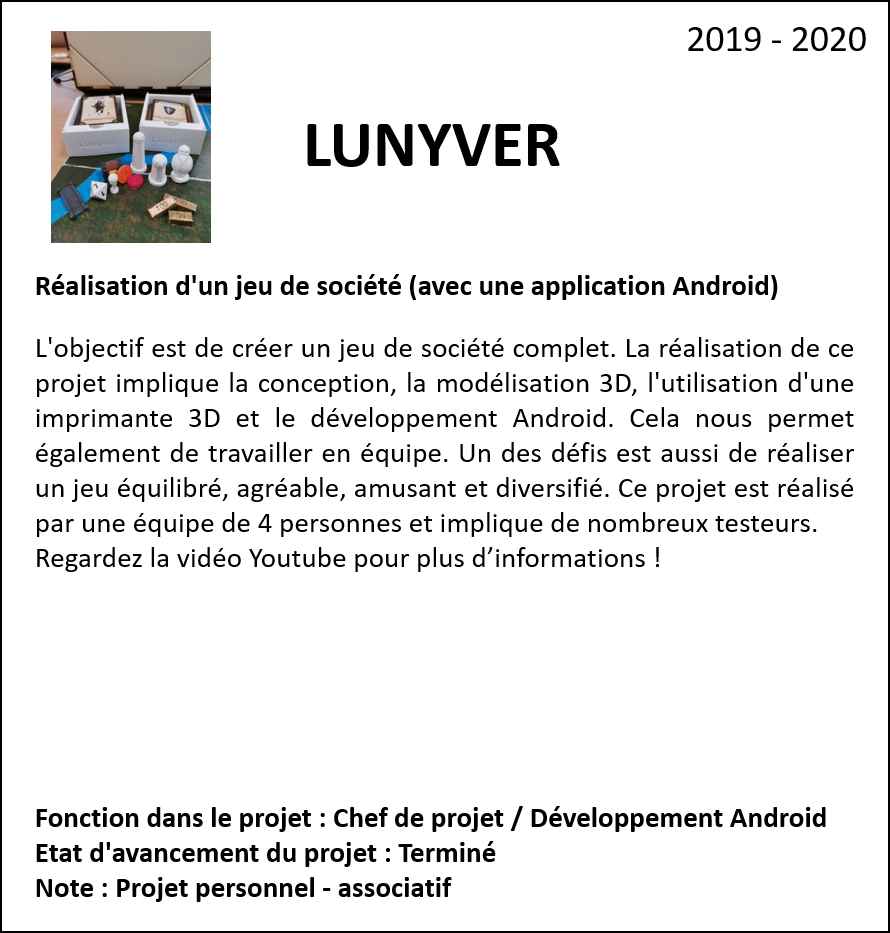 2019 - 2020
LUNYVER
Réalisation d'un jeu de société (avec une application Android)
L'objectif est de créer un jeu de société complet. La réalisation de ce
projet implique la conception, la modélisation 3D, l'utilisation d'une
imprimante 3D et le développement Android. Cela nous permet
également de travailler en équipe. Un des défis est aussi de réaliser
un jeu équilibré, agréable, amusant et diversifié. Ce projet est réalisé
par une équipe de 4 personnes et implique de nombreux testeurs.
Regardez la vidéo Youtube pour plus d’informations !
Fonction dans le projet : Chef de projet / Développement Android
Etat d'avancement du projet : Terminé
Note : Projet personnel - associatif